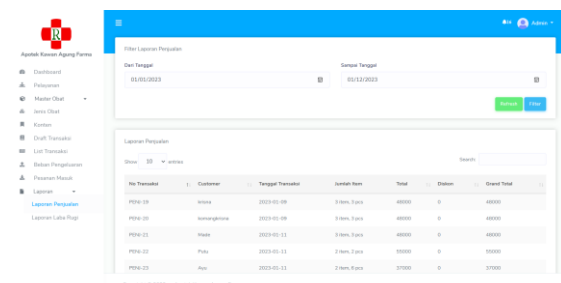 R
Apotek Kawan Agung Farma
Dashboard
Pelayanan
Master Obat
Jenis Obat
Konten
Draft Transaksi
List Transaksi
Beban Pengeluaran
Pesanan Masuk
Laporan
Laporan Penjualan
Laporan Laba Rugi
Admin
Filter Laporan Penjualan
Dari Tanggal
Sampai Tanggal
01/01/2023
01/12/2023
Refresh
Filter
Laporan Penjualan
Show 10 entries
Search:
No Transaksi Customer Tanggal Transaksi Jumlah Item Total Diskon Grand Total
PENJ-19 2023-01-09 3 item, 3 pcs 48000 0 48000
PENJ-20 komangkrisna 2023-01-09 3 item, 3 pcs 48000 0 48000
PENJ-21 Made 2023-01-11 3 item, 3 pcs 48000 0 48000
PENJ-22 Putu 2023-01-11 2 item, 2 pcs 55000 0 55000
PENJ-23 Ayu 2023-01-11 3 item, 8 pcs 37000 0 37000